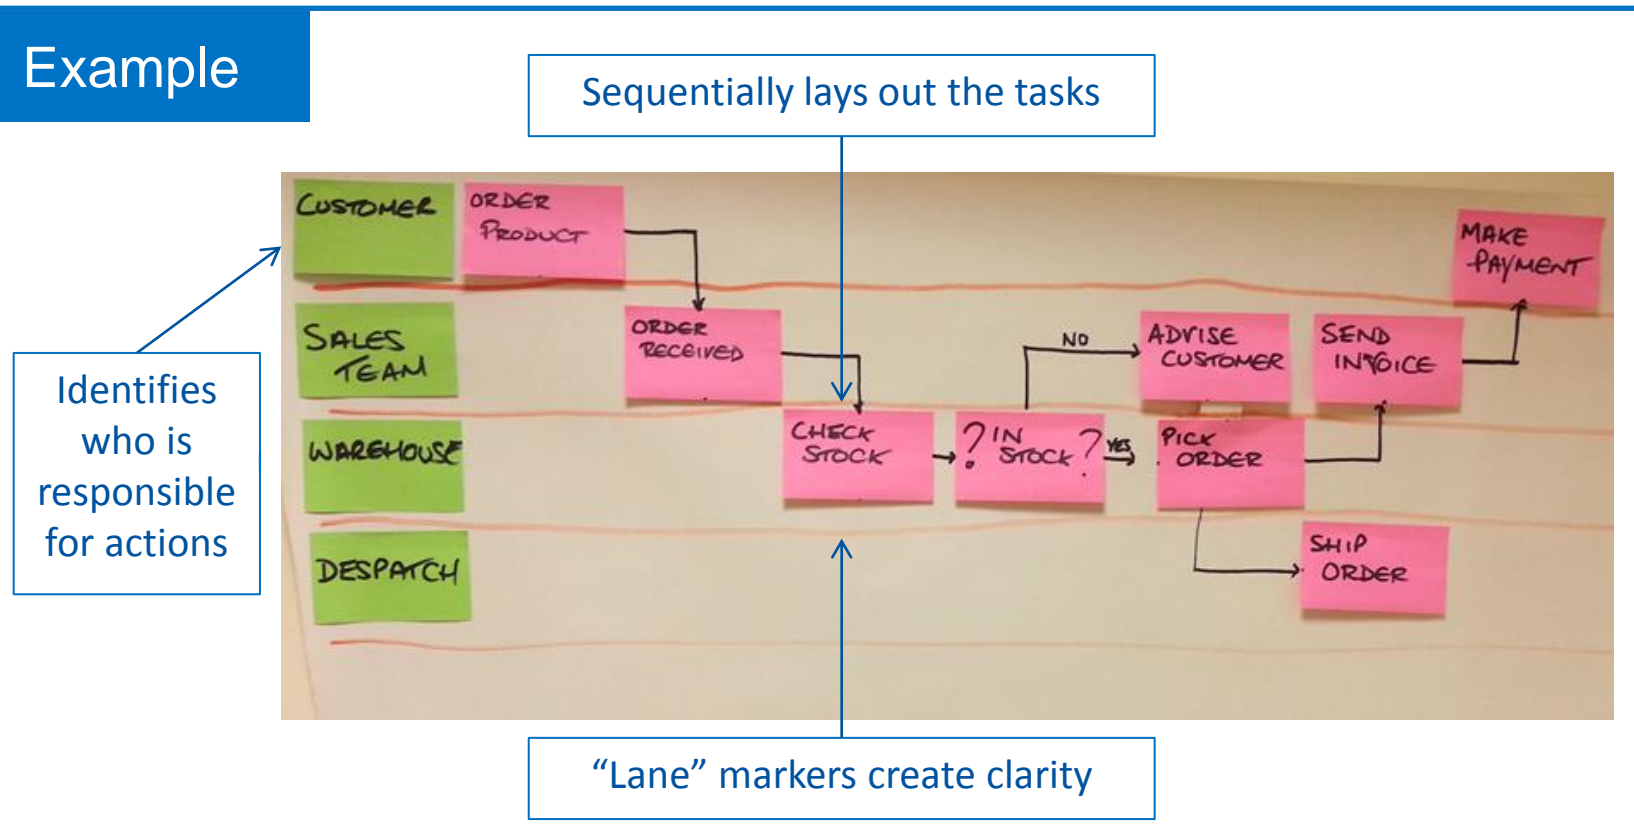 Example
Sequentially lays out the tasks
CUSTOMER
ORDER
PRODUCT
MAKE
PAYMENT
Identifies
who is
responsible
for actions
SALES
TEAM
ORDER
RECEIVED
NO
ADVISE
CUSTOMER
SEND
INVOICE
WAREHOUSE
CHECK
STOCK
? IN
STOCK ?
YES
PICK
ORDER
DESPATCH
SHIP
ORDER
“Lane” markers create clarity